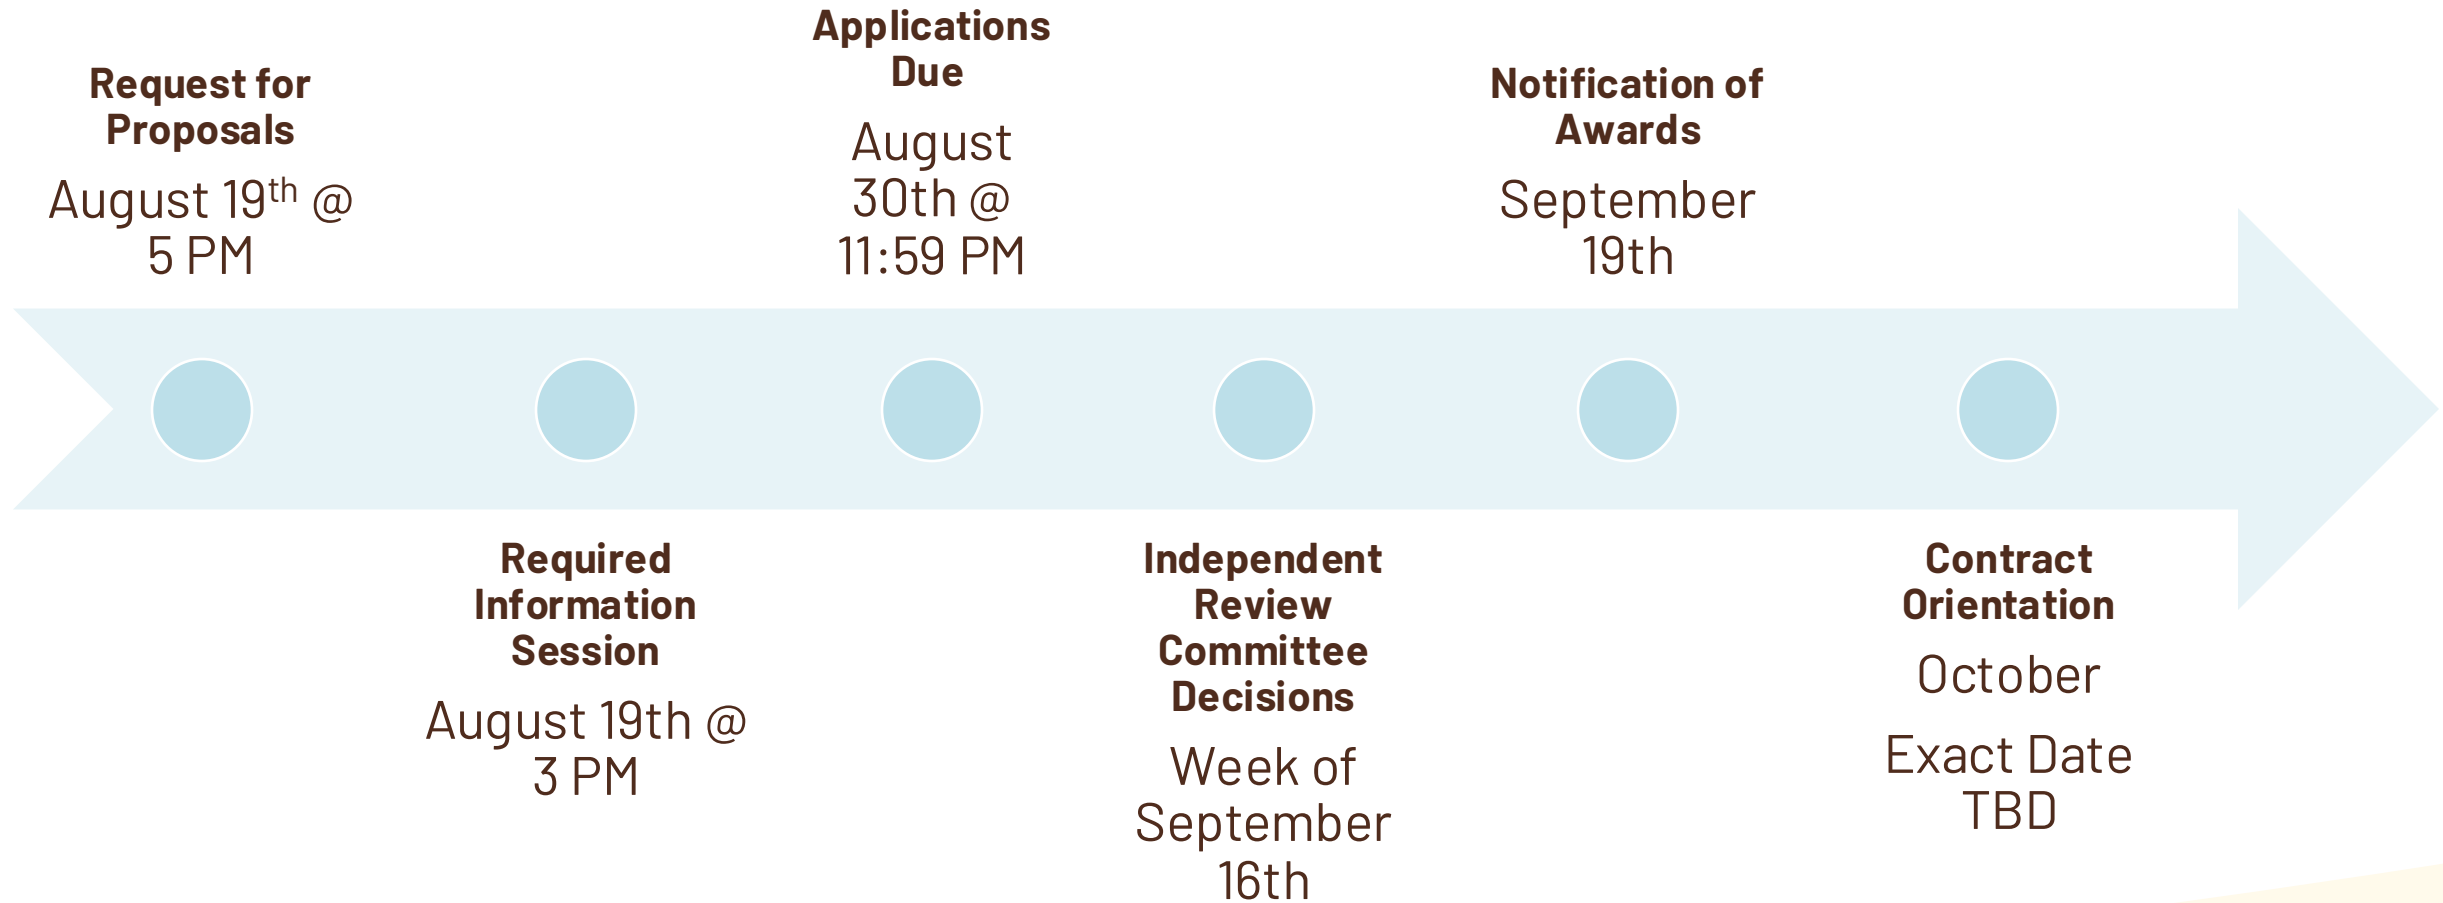 Request for
Proposals
August 19th @
5 PM
Required
Information
Session
August 19th @
3 PM
Applications
Due
August
30th @
11:59 PM
Independent
Review
Committee
Decisions
Week of
September
16th
Notification of
Awards
September
19th
Contract
Orientation
October
Exact Date
TBD